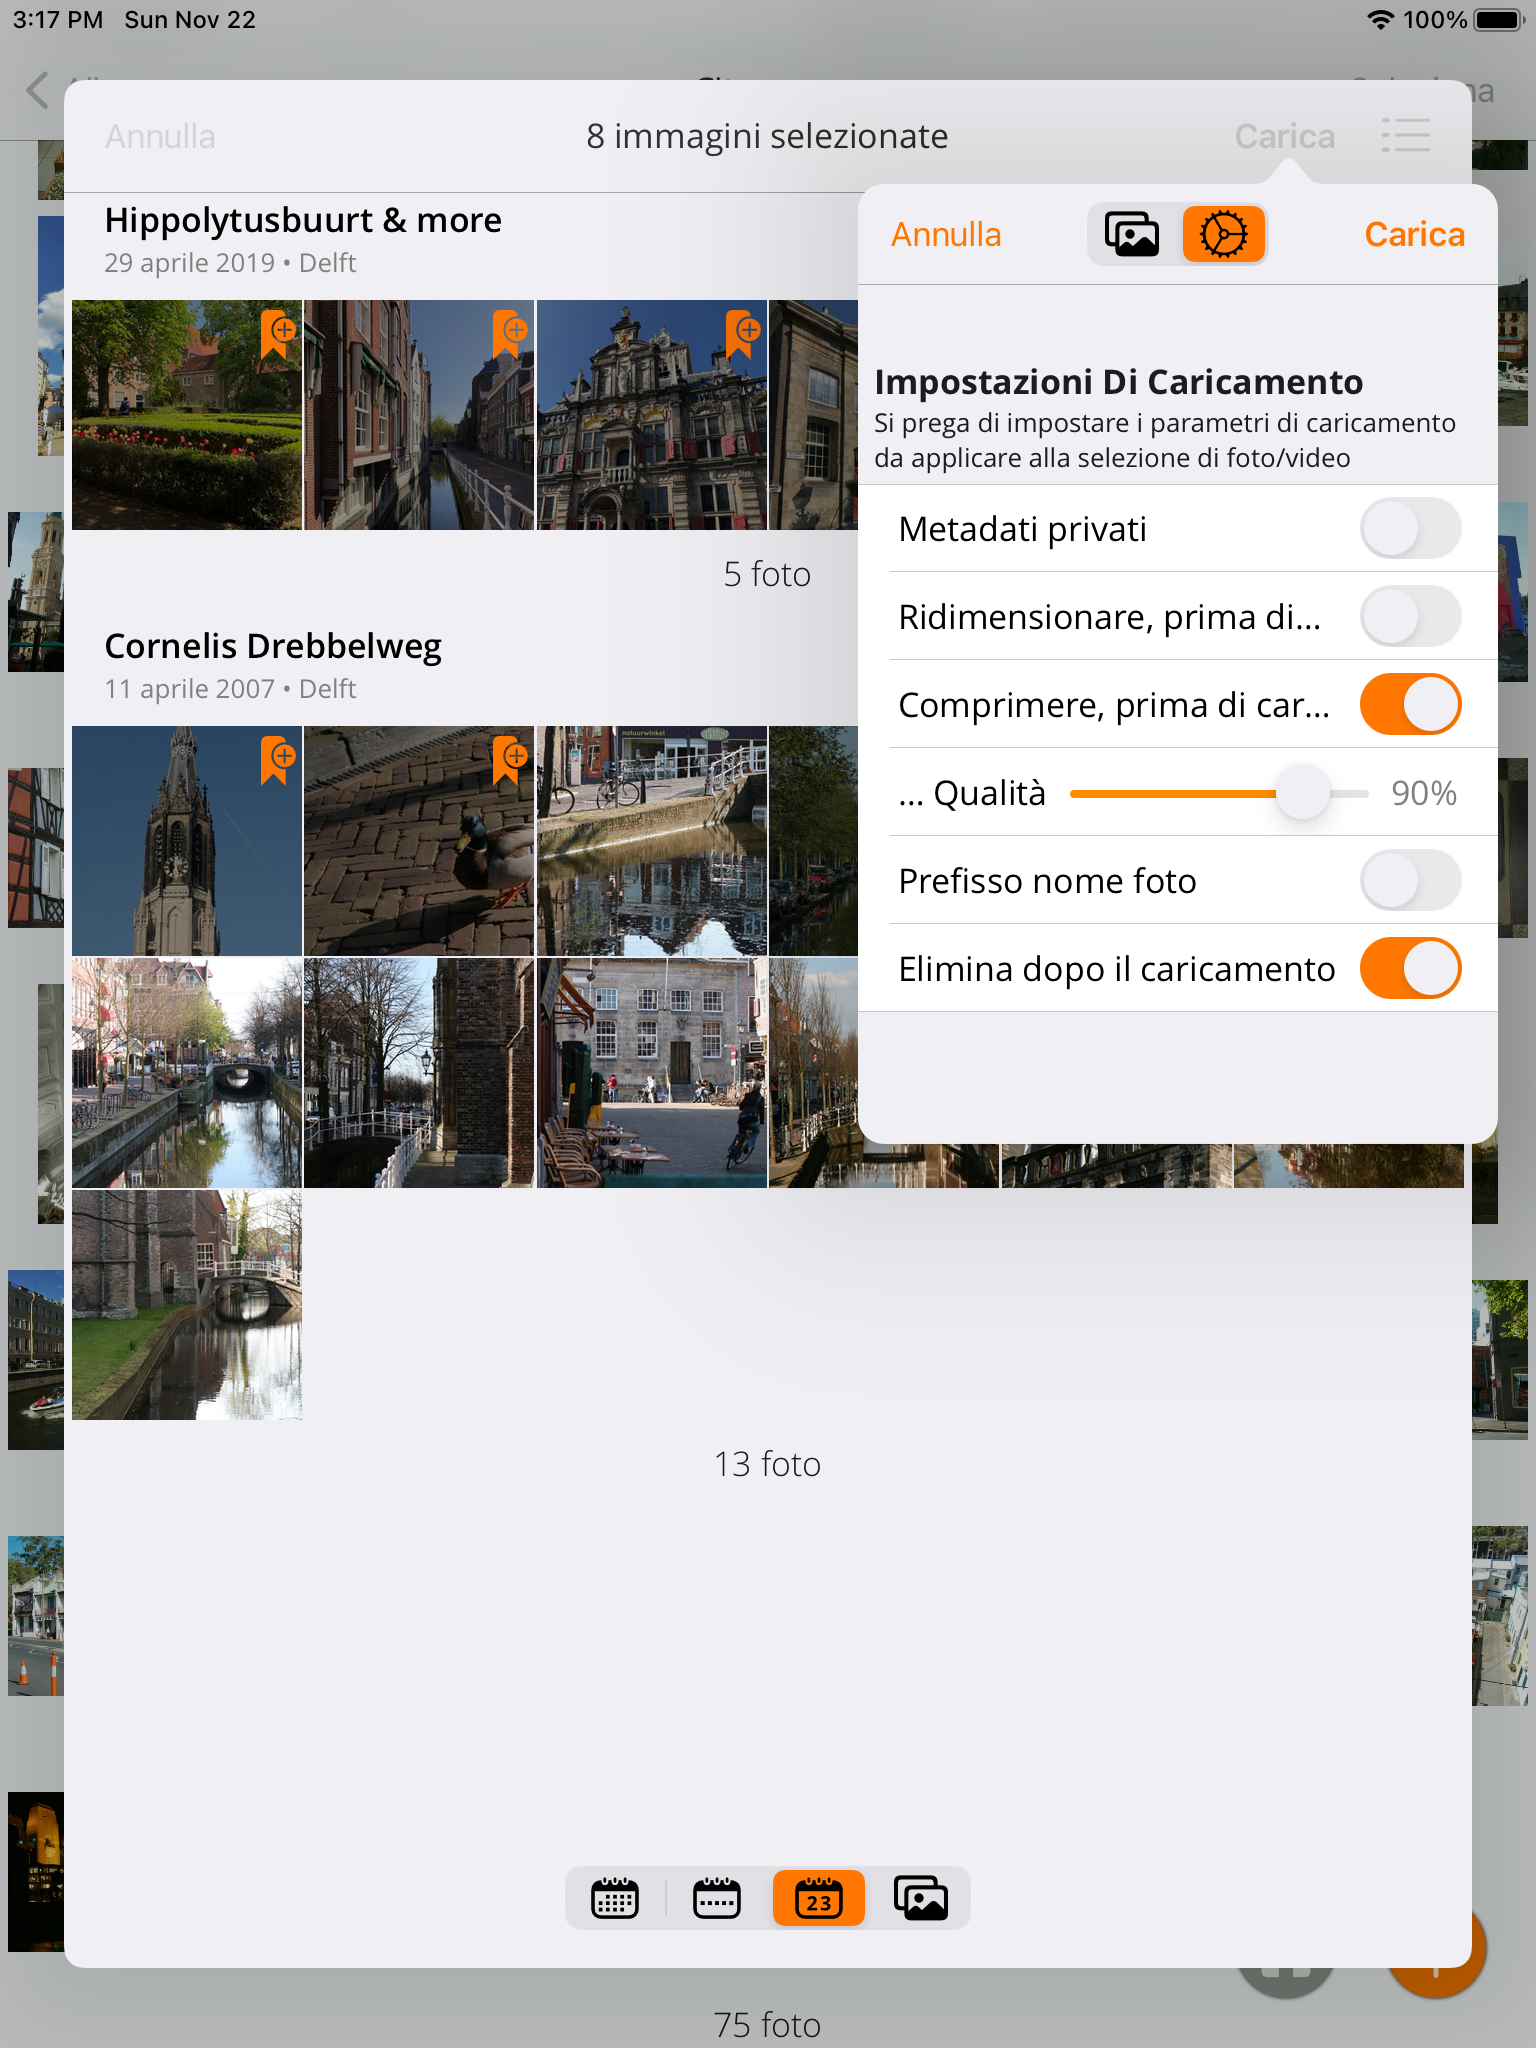 3:17 PM Sun Nov 22
100%
Annulla
8 immagini selezionate
Carica
Hippolytusbuurt & more
29 aprile 2019 • Delft
5 foto
Cornelis Drebbelweg
11 aprile 2007 • Delft
natuurwinkel
13 foto
Annulla
Carica
Impostazioni Di Caricamento
Si prega di impostare i parametri di caricamento
da applicare alla selezione di foto/video
Metadati privati
Ridimensionare, prima di...
Comprimere, prima di car...
... Qualità
90%
Prefisso nome foto
Elimina dopo il caricamento
23
75 foto